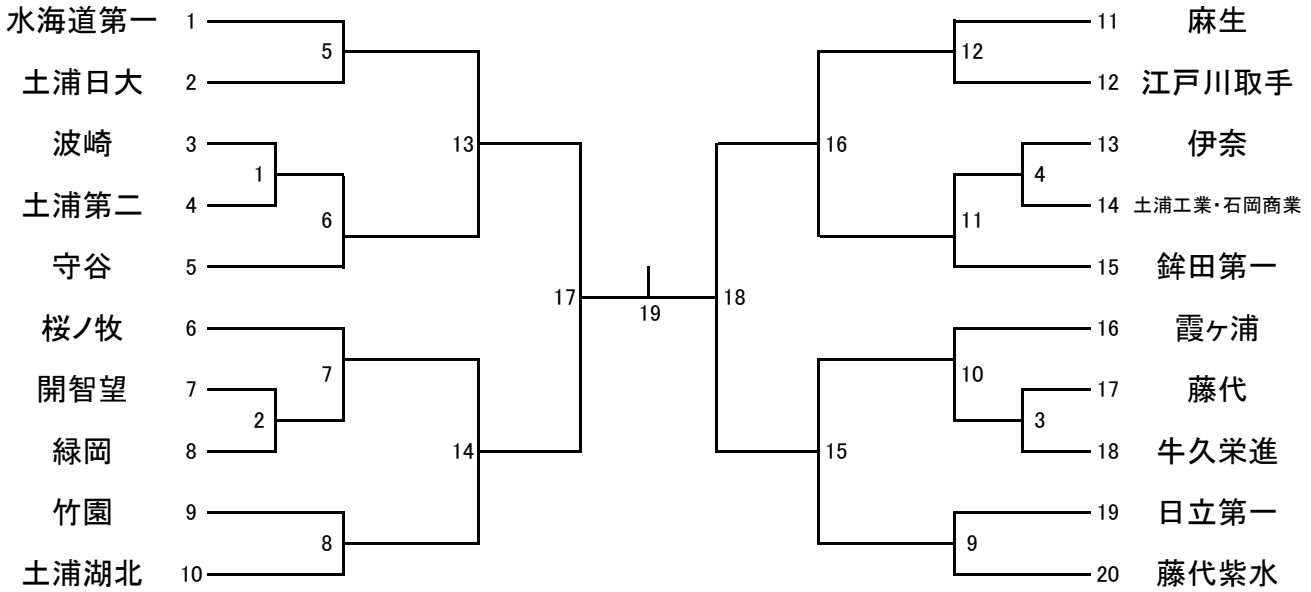 水海道第一 1
土浦日大 2
波崎 3
土浦第二 4
守谷 5
桜ノ牧 6
開智望 7
緑岡 8
竹園 9
土浦湖北 10
5
1
6
7
2
8
13
14
17
19
18
16
15
12
4
11
10
3
9
11 麻生
12 江戸川取手
13 伊奈
14 土浦工業・石岡商業
15 鉾田第一
16 霞ヶ浦
17 藤代
18 牛久栄進
19 日立第一
20 藤代紫水